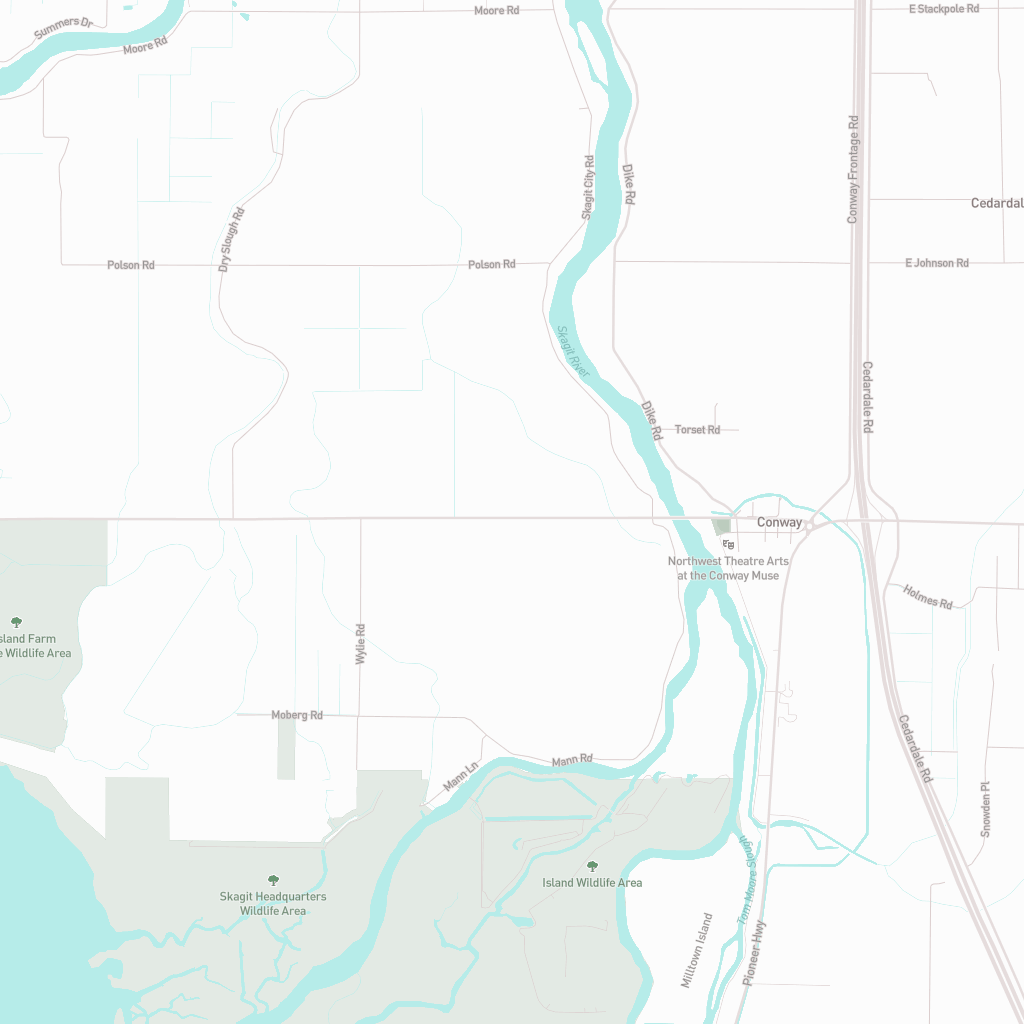 Moore Rd
E Stackpole Rd
Summers Dr
Moore Rd
Conway Frontage Rd
Skagit City Rd
Dike Rd
Cedardal
Dry Slough Rd
Polson Rd
Polson Rd
E Johnson Rd
Skagit River
Cedardale Rd
Dike Rd
Torset Rd
Conway
Northwest Theatre Arts
at the Conway Muse
Holmes Rd
sland Farm
e Wildlife Area
Wylie Rd
Moberg Rd
Cedardale Rd
Mann Rd
Mann Ln
Snowden Pl
Tom Moore Slough
Island Wildlife Area
Skagit Headquarters
Wildlife Area
Milltown Island
Pioneer Hwy